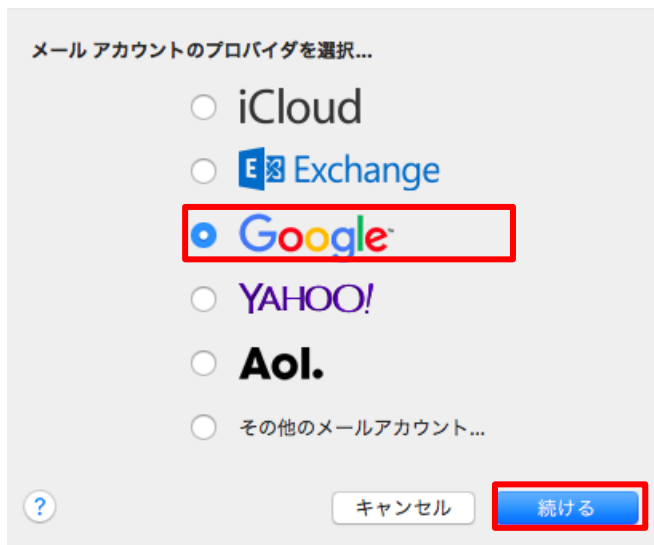 メール アカウントのプロバイダを選択...
iCloud
E Exchange
Google™
YAHOO!
Aol.
その他のメールアカウント...
? キャンセル 続ける